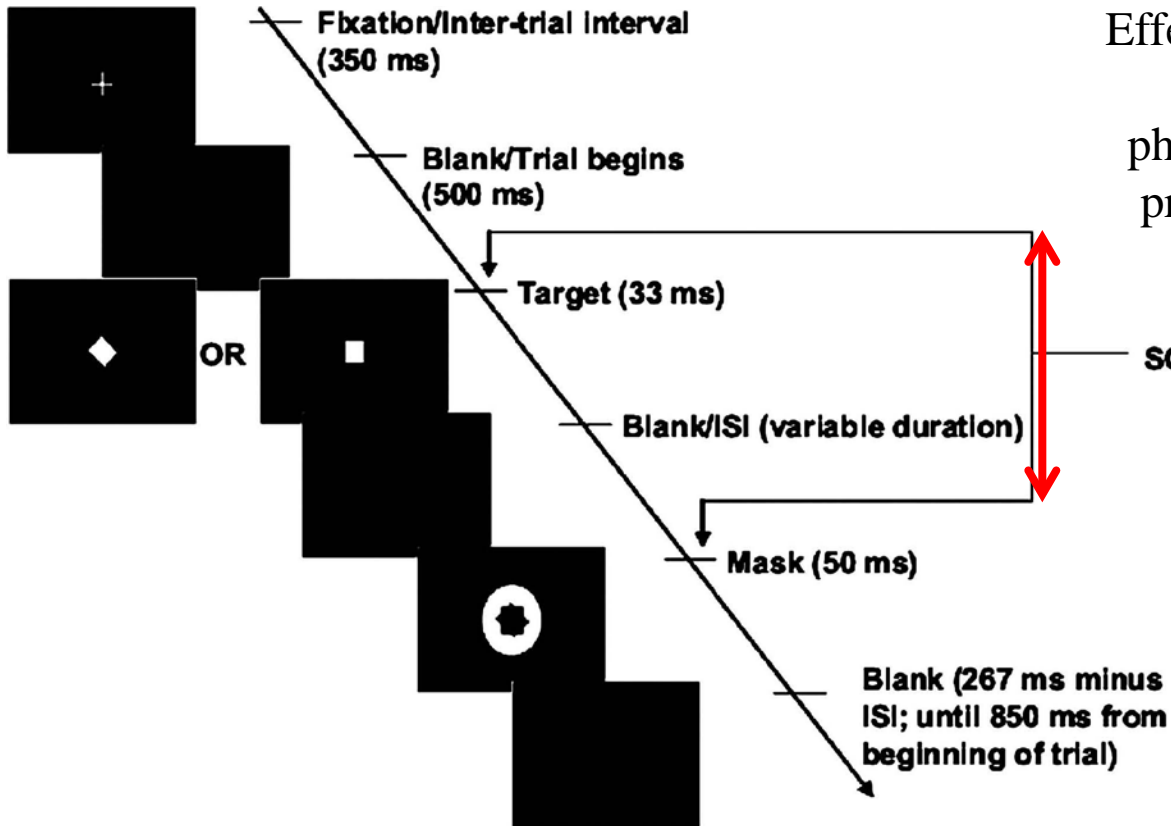 Fixation/Inter-trial interval
(350 ms)
Blank/Trial begins
(500 ms)
Target (33 ms)
OR
Blank/ISI (variable duration)
Mask (50 ms)
Blank (267 ms minus
ISI; until 850 ms from
beginning of trial)